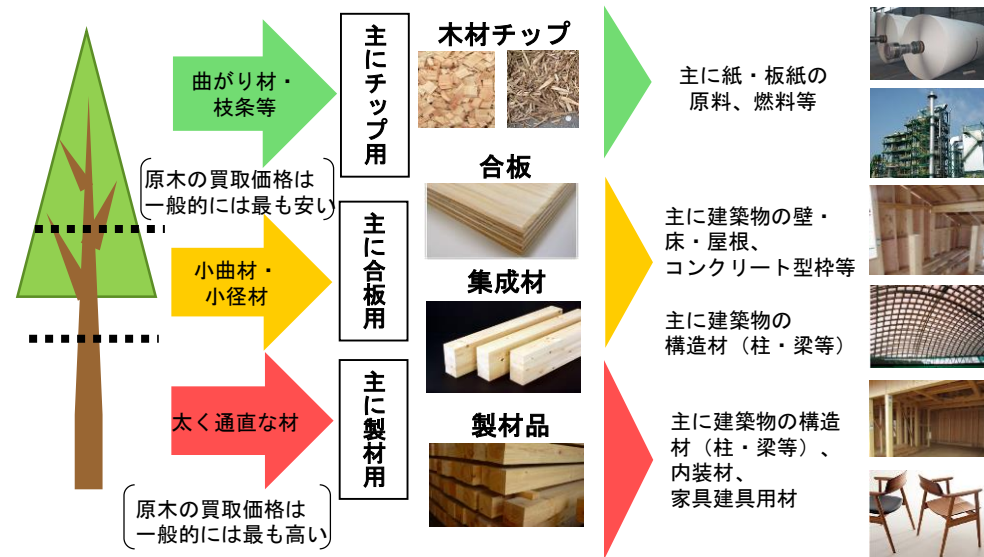 曲がり材・
枝条等
主にチップ用
木材チップ
主に紙・板紙の
原料、燃料等
原木の買取価格は
一般的には最も安い
合板
小曲材・
小径材
主に合板用
主に建築物の壁・
床・屋根、
コンクリート型枠等
集成材
主に建築物の
構造材（柱・梁等）
太く通直な材
主に製材用
製材品
主に建築物の構造
材（柱・梁等）、
内装材、
家具建具用材
原木の買取価格は
一般的には最も高い